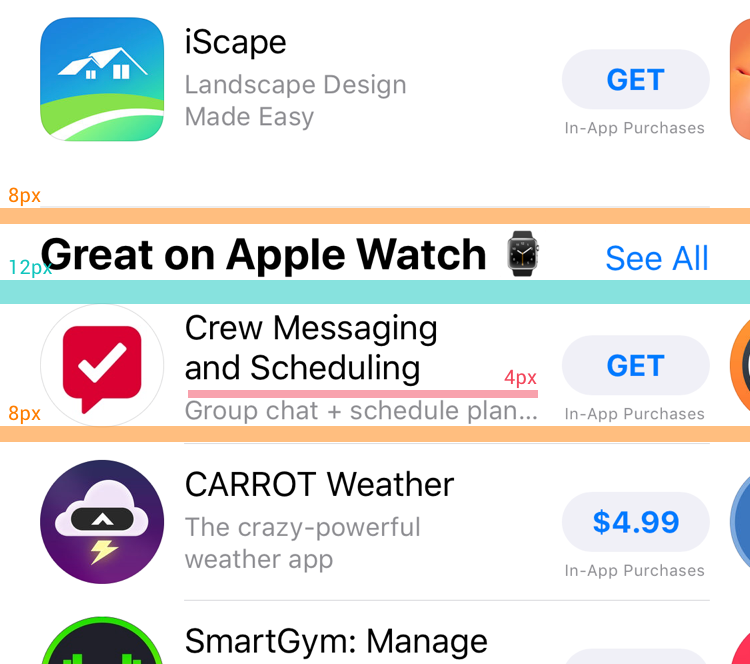 iScape
Landscape Design
Made Easy
GET
In-App Purchases
8px
Great on Apple Watch
See All
12px
Crew Messaging
and Scheduling
4px
Group chat + schedule plan...
GET
In-App Purchases
8px
CARROT Weather
The crazy-powerful
weather app
$4.99
In-App Purchases
SmartGym: Manage